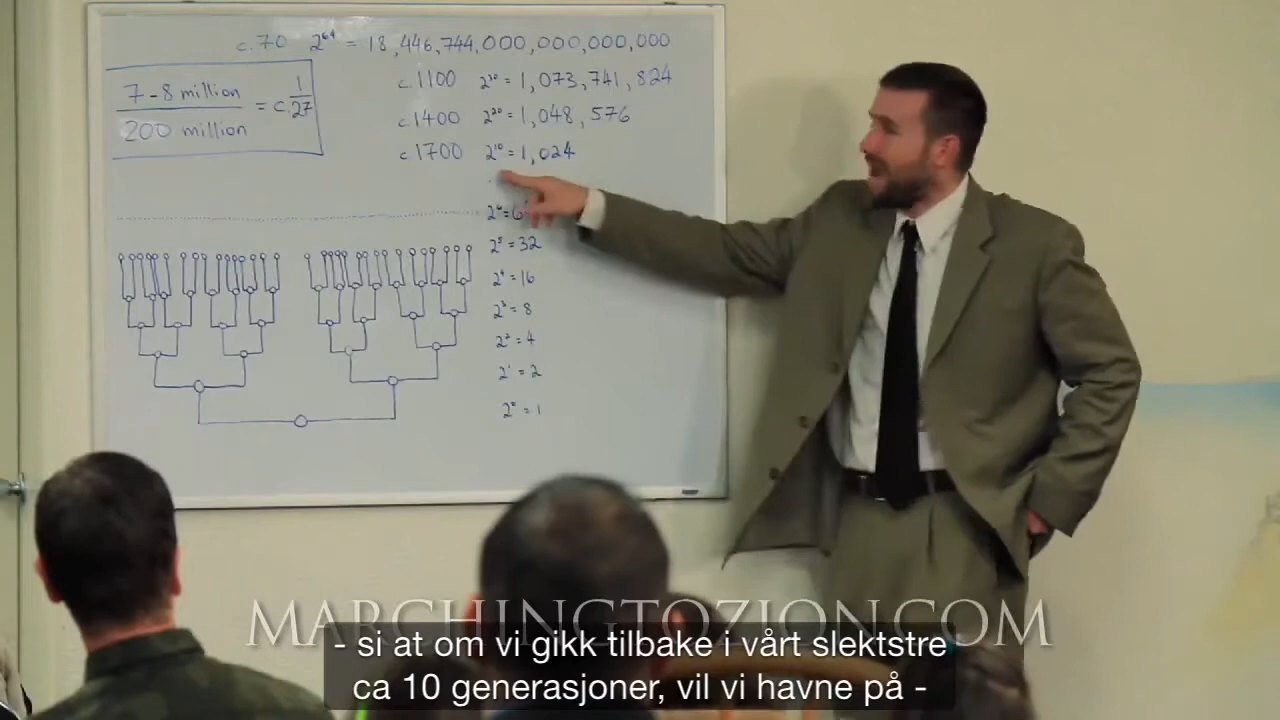 c.70 2⁶⁴ = 18,446,744,000,000,000,000
7-8 million
200 million
= c. 1/27
c.1100 2³⁰ = 1,073,741,824
c.1400 2²⁰ = 1,048,576
c.1700 2¹⁰ = 1,024
2⁶ = 6
2⁵ = 32
2⁴ = 16
2³ = 8
2² = 4
2¹ = 2
2⁰ = 1
MARCHINGTOZION.COM
- si at om vi gikk tilbake i vårt slektstre
ca 10 generasjoner, vil vi havne på -